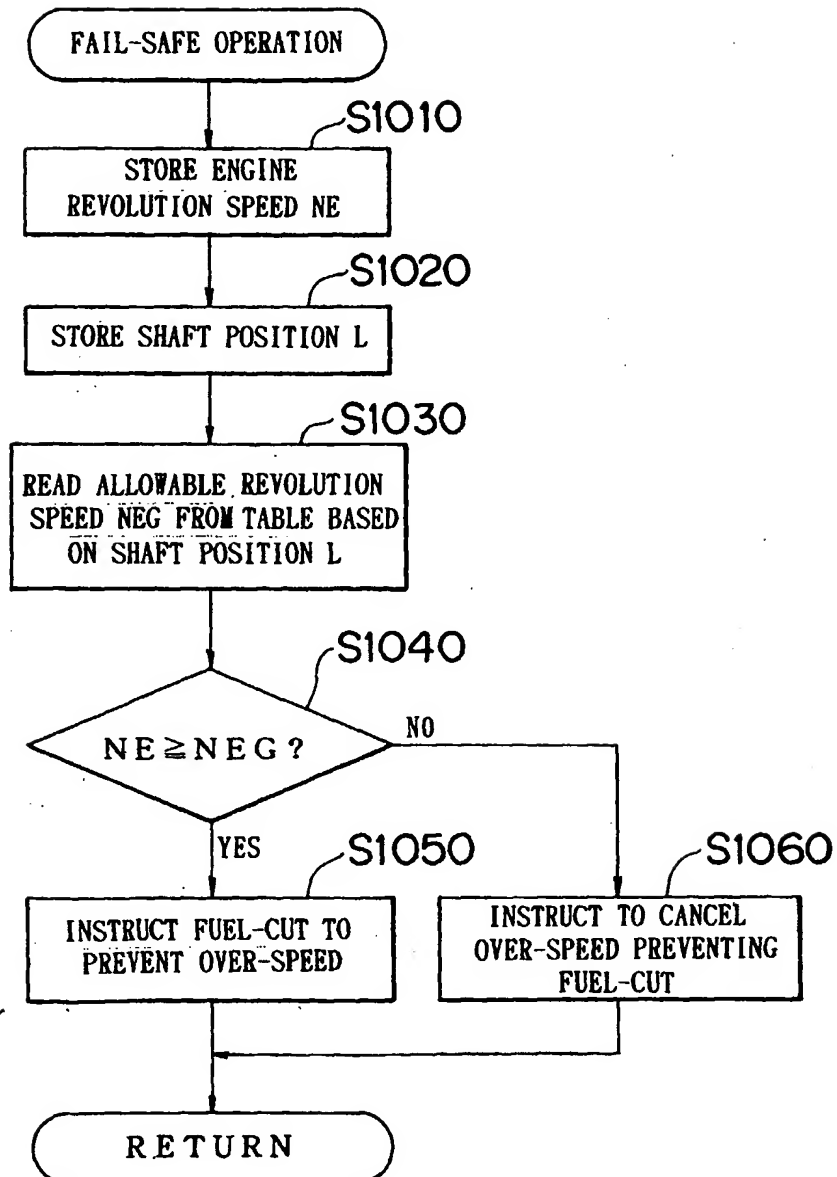 FAIL-SAFE OPERATION
S1010
STORE ENGINE
REVOLUTION SPEED NE
S1020
STORE SHAFT POSITION L
S1030
READ ALLOWABLE REVOLUTION
SPEED NEG FROM TABLE BASED
ON SHAFT POSITION L
S1040
NE≧NEG?
NO
YES
S1050
INSTRUCT FUEL-CUT TO
PREVENT OVER-SPEED
S1060
INSTRUCT TO CANCEL
OVER-SPEED PREVENTING
FUEL-CUT
RETURN